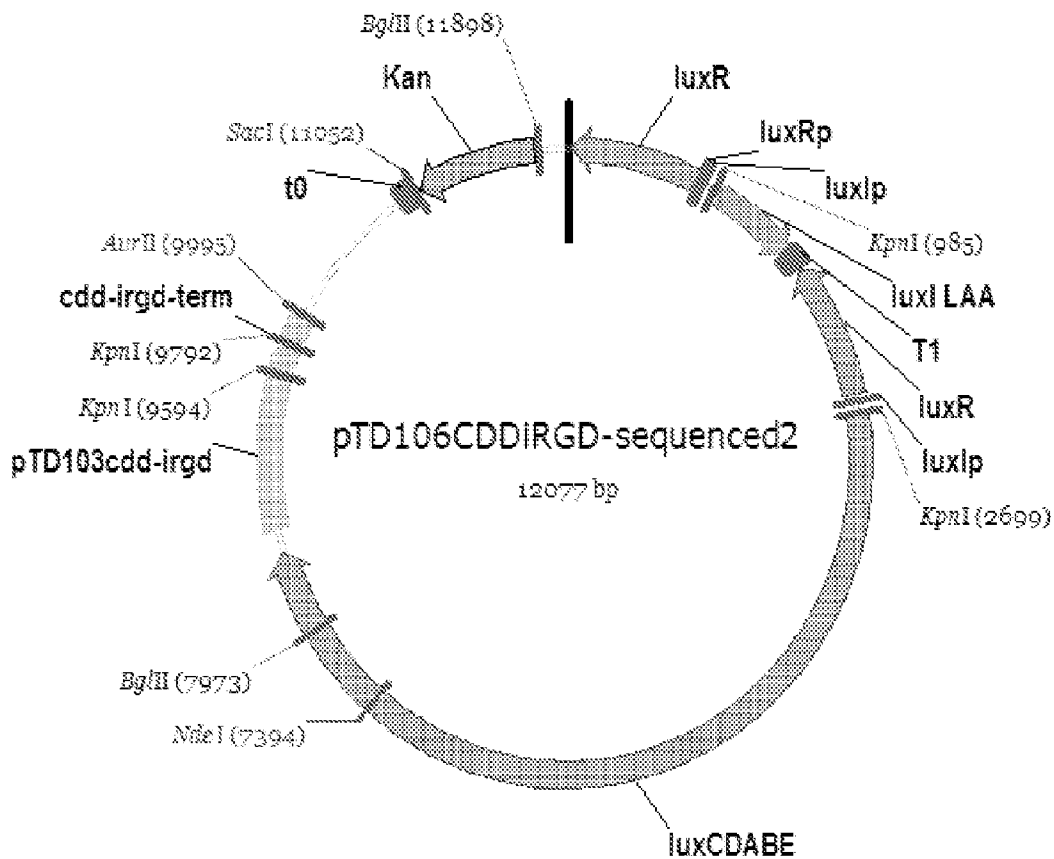 BglII (11898)
Kan
luxR
SacI (11052)
luxRp
t0
luxIp
KpnI (985)
AvrII (9995)
luxI LAA
cdd-irgd-term
T1
KpnI (9792)
luxR
KpnI (9594)
pTD106CDDiRGD-sequenced2
pTD103cdd-irgd
luxIp
12077 bp
KpnI (2699)
BglII (7973)
NdeI (7394)
luxCDABE